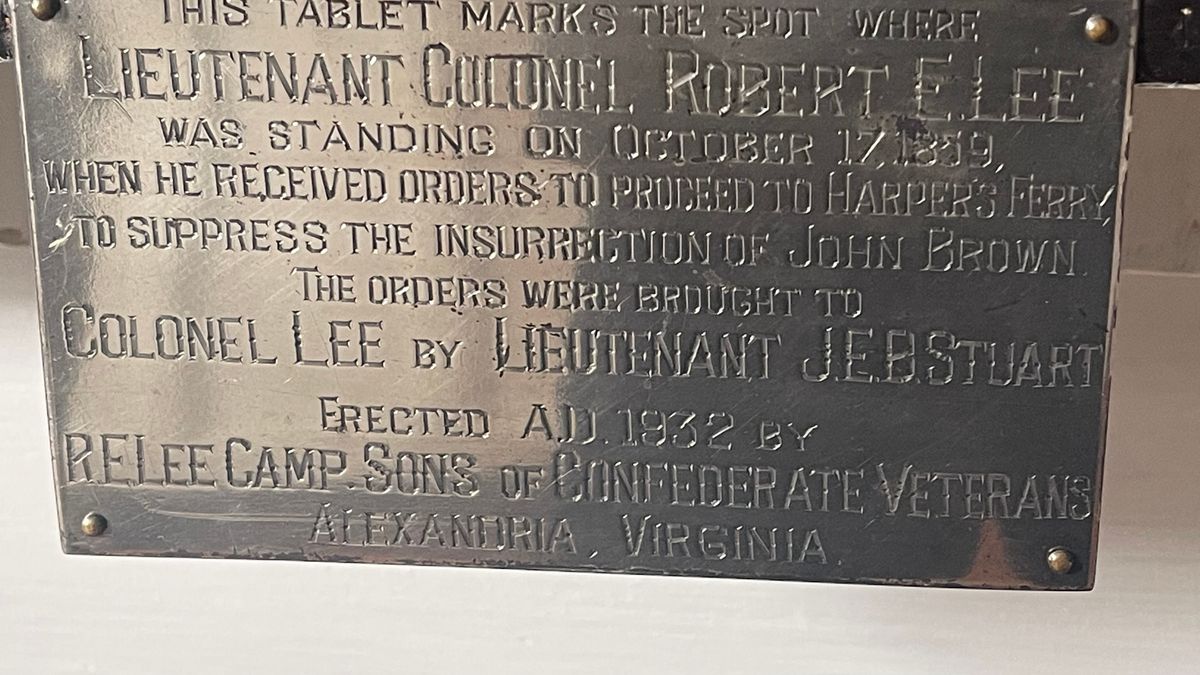 THIS TABLET MARKS THE SPOT WHERE
LIEUTENANT COLONEL ROBERT E. LEE
WAS STANDING ON OCTOBER 17, 1859,
WHEN HE RECEIVED ORDERS TO PROCEED TO HARPER'S FERRY,
TO SUPPRESS THE INSURRECTION OF JOHN BROWN.
THE ORDERS WERE BROUGHT TO
COLONEL LEE BY LIEUTENANT J.E.B. STUART
ERECTED A.D. 1932 BY
R.E. LEE CAMP. SONS OF CONFEDERATE VETERANS
ALEXANDRIA, VIRGINIA.